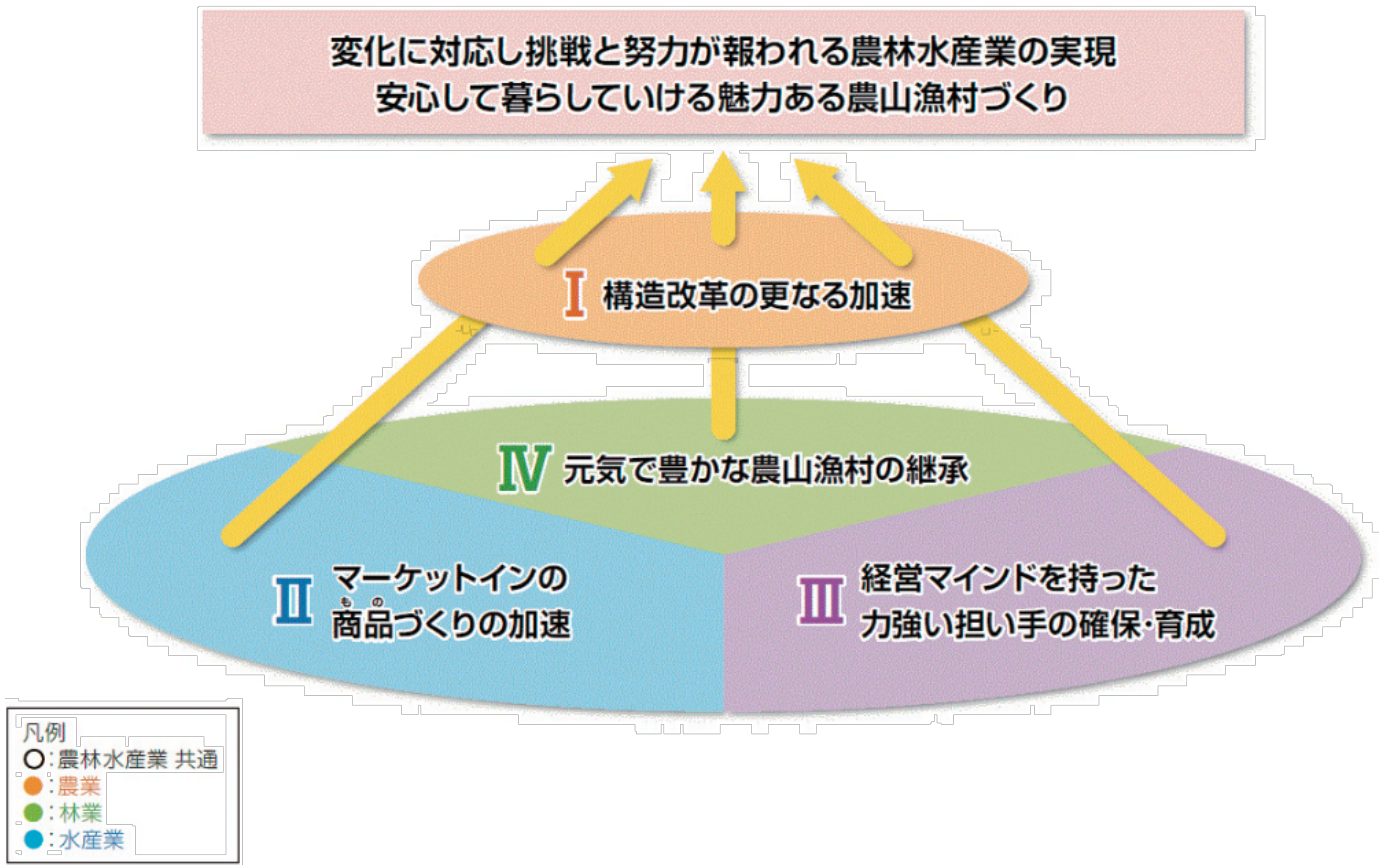 変化に対応し挑戦と努力が報われる農林水産業の実現
安心して暮らしていける魅力ある農山漁村づくり
Ⅰ 構造改革の更なる加速
Ⅳ 元気で豊かな農山漁村の継承
Ⅱ マーケットインの
もの
商品づくりの加速
Ⅲ 経営マインドを持った
力強い担い手の確保・育成
凡例
○：農林水産業 共通
●：農業
●：林業
●：水産業